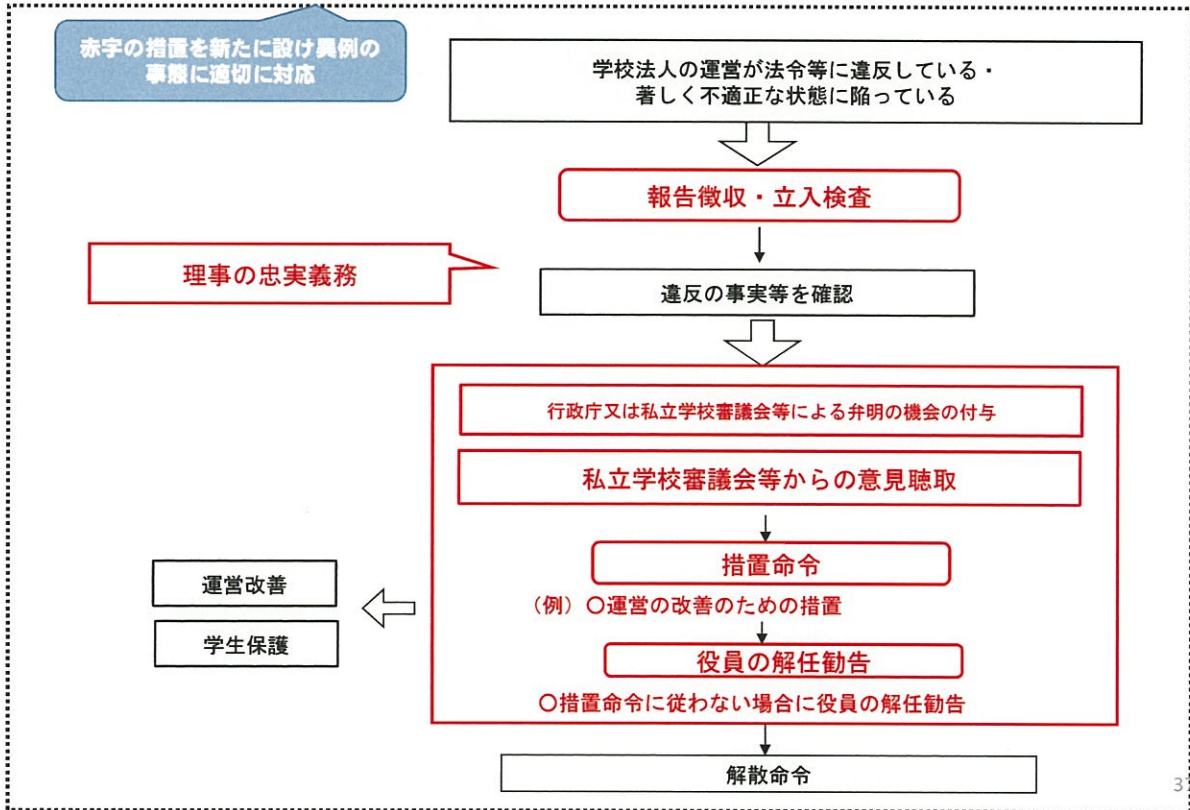 赤字の措置を新たに設け異例の
事態に適切に対応
学校法人の運営が法令等に違反している・
著しく不適正な状態に陥っている
報告徴収・立入検査
理事の忠実義務
違反の事実等を確認
行政庁又は私立学校審議会等による弁明の機会の付与
私立学校審議会等からの意見聴取
措置命令
(例) 〇運営の改善のための措置
運営改善
学生保護
役員の解任勧告
〇措置命令に従わない場合に役員の解任勧告
解散命令